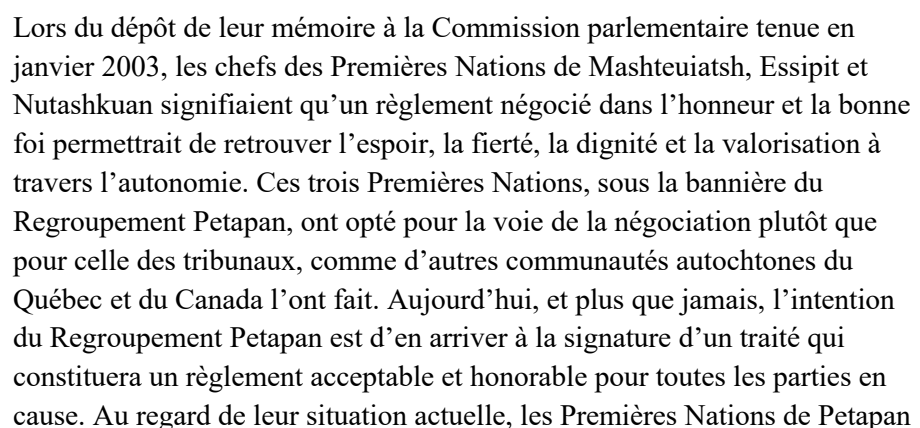 Lors du dépôt de leur mémoire à la Commission parlementaire tenue en
janvier 2003, les chefs des Premières Nations de Mashteuiatsh, Essipit et
Nutashkuan signifiaient qu’un règlement négocié dans l’honneur et la bonne
foi permettrait de retrouver l’espoir, la fierté, la dignité et la valorisation à
travers l’autonomie. Ces trois Premières Nations, sous la bannière du
Regroupement Petapan, ont opté pour la voie de la négociation plutôt que
pour celle des tribunaux, comme d’autres communautés autochtones du
Québec et du Canada l’ont fait. Aujourd’hui, et plus que jamais, l’intention
du Regroupement Petapan est d’en arriver à la signature d’un traité qui
constituera un règlement acceptable et honorable pour toutes les parties en
cause. Au regard de leur situation actuelle, les Premières Nations de Petapan